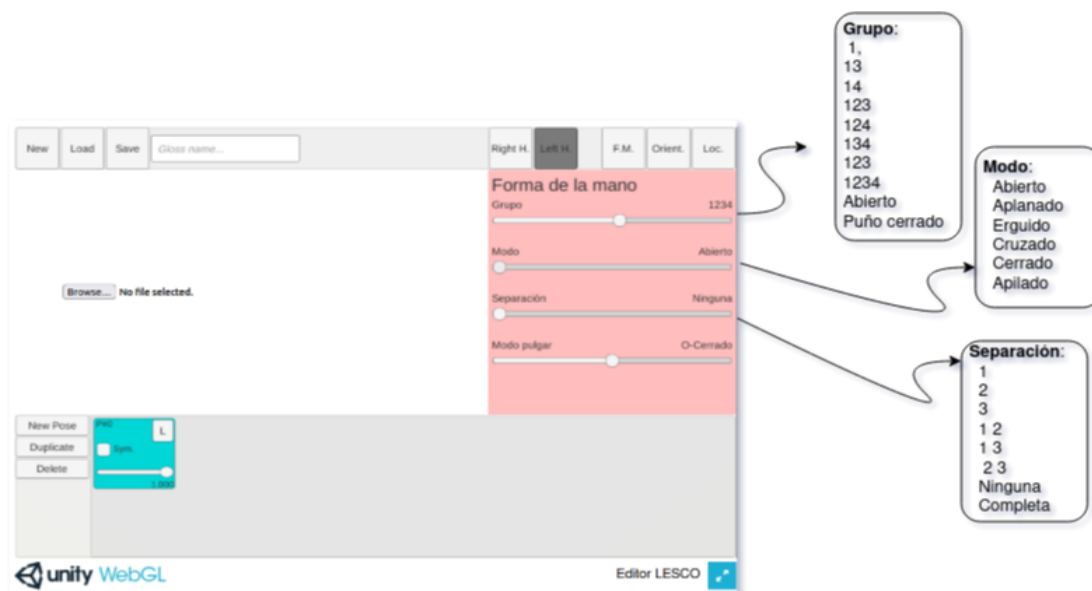 New Load Save Gloss name... Right H. Left H. F.M. Orient. Loc.
Forma de la mano
Grupo 1234
Modo Abierto
Separación Ninguna
Modo pulgar O-Cerrado
Browse... No file selected.
New Pose
Duplicate
Delete
L
Sym.
1.000
unity WebGL
Editor LESCO
Grupo:
1,
13
14
123
124
134
123
1234
Abierto
Puño cerrado
Modo:
Abierto
Aplanado
Erguido
Cruzado
Cerrado
Apilado
Separación:
1
2
3
1 2
1 3
2 3
Ninguna
Completa